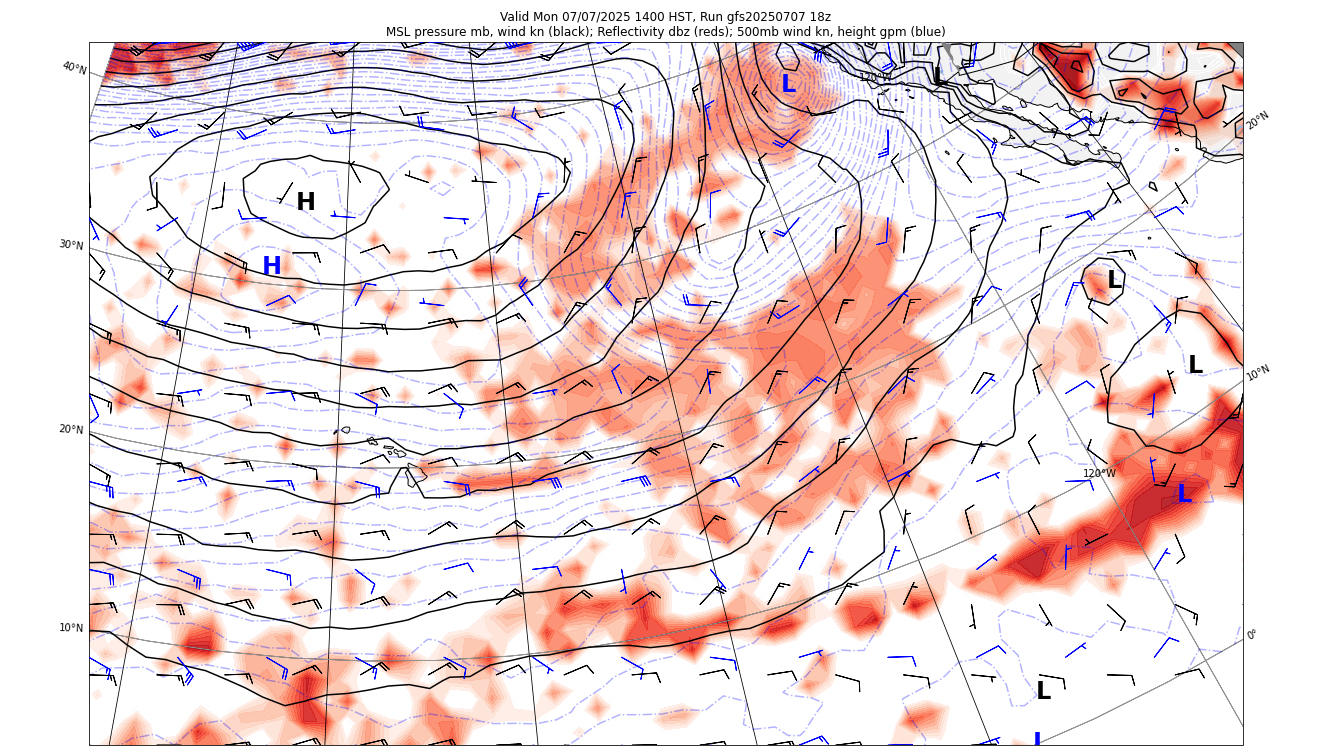 Valid Mon 07/07/2025 1400 HST, Run gfs20250707 18z
MSL pressure mb, wind kn (black); Reflectivity dbz (reds); 500mb wind kn, height gpm (blue)
40°N
L
120°W
L
20°N
H
30°N
H
L
L
10°N
20°N
120°W
L
10°N
0°
L
L